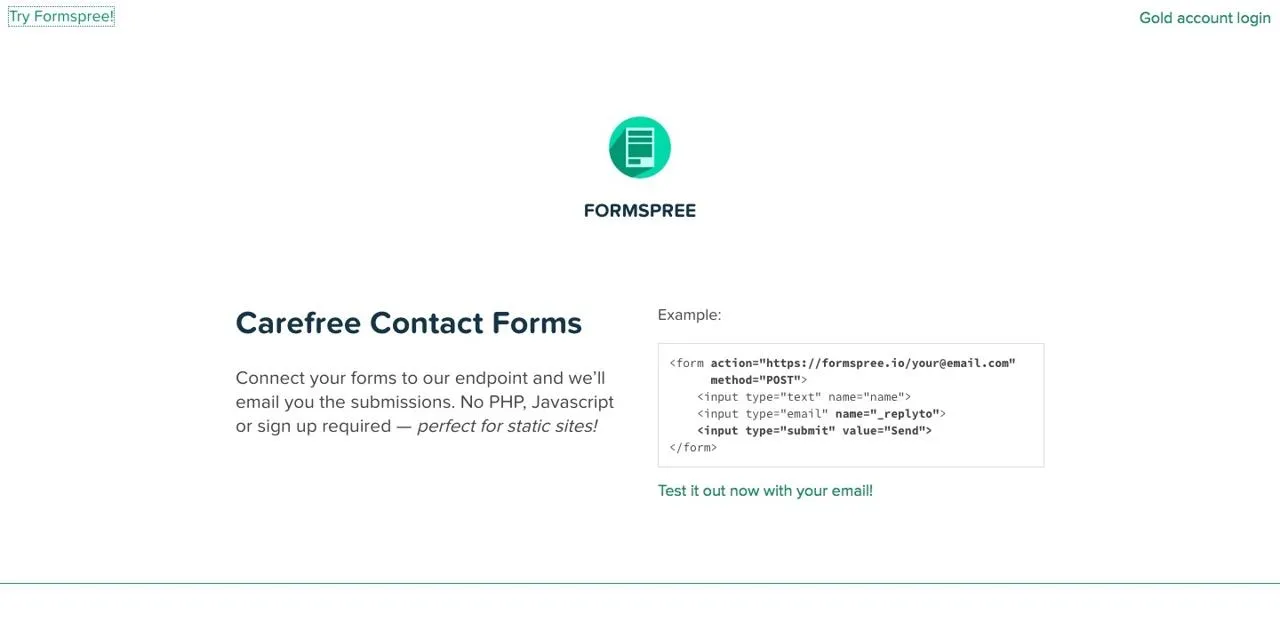 Try Formspree!
Gold account login
FORMSPREE
Carefree Contact Forms
Connect your forms to our endpoint and we’ll
email you the submissions. No PHP, Javascript
or sign up required — perfect for static sites!
Example:
<form action="https://formspree.io/your@email.com"
      method="POST">
    <input type="text" name="name">
    <input type="email" name="_replyto">
    <input type="submit" value="Send">
</form>
Test it out now with your email!